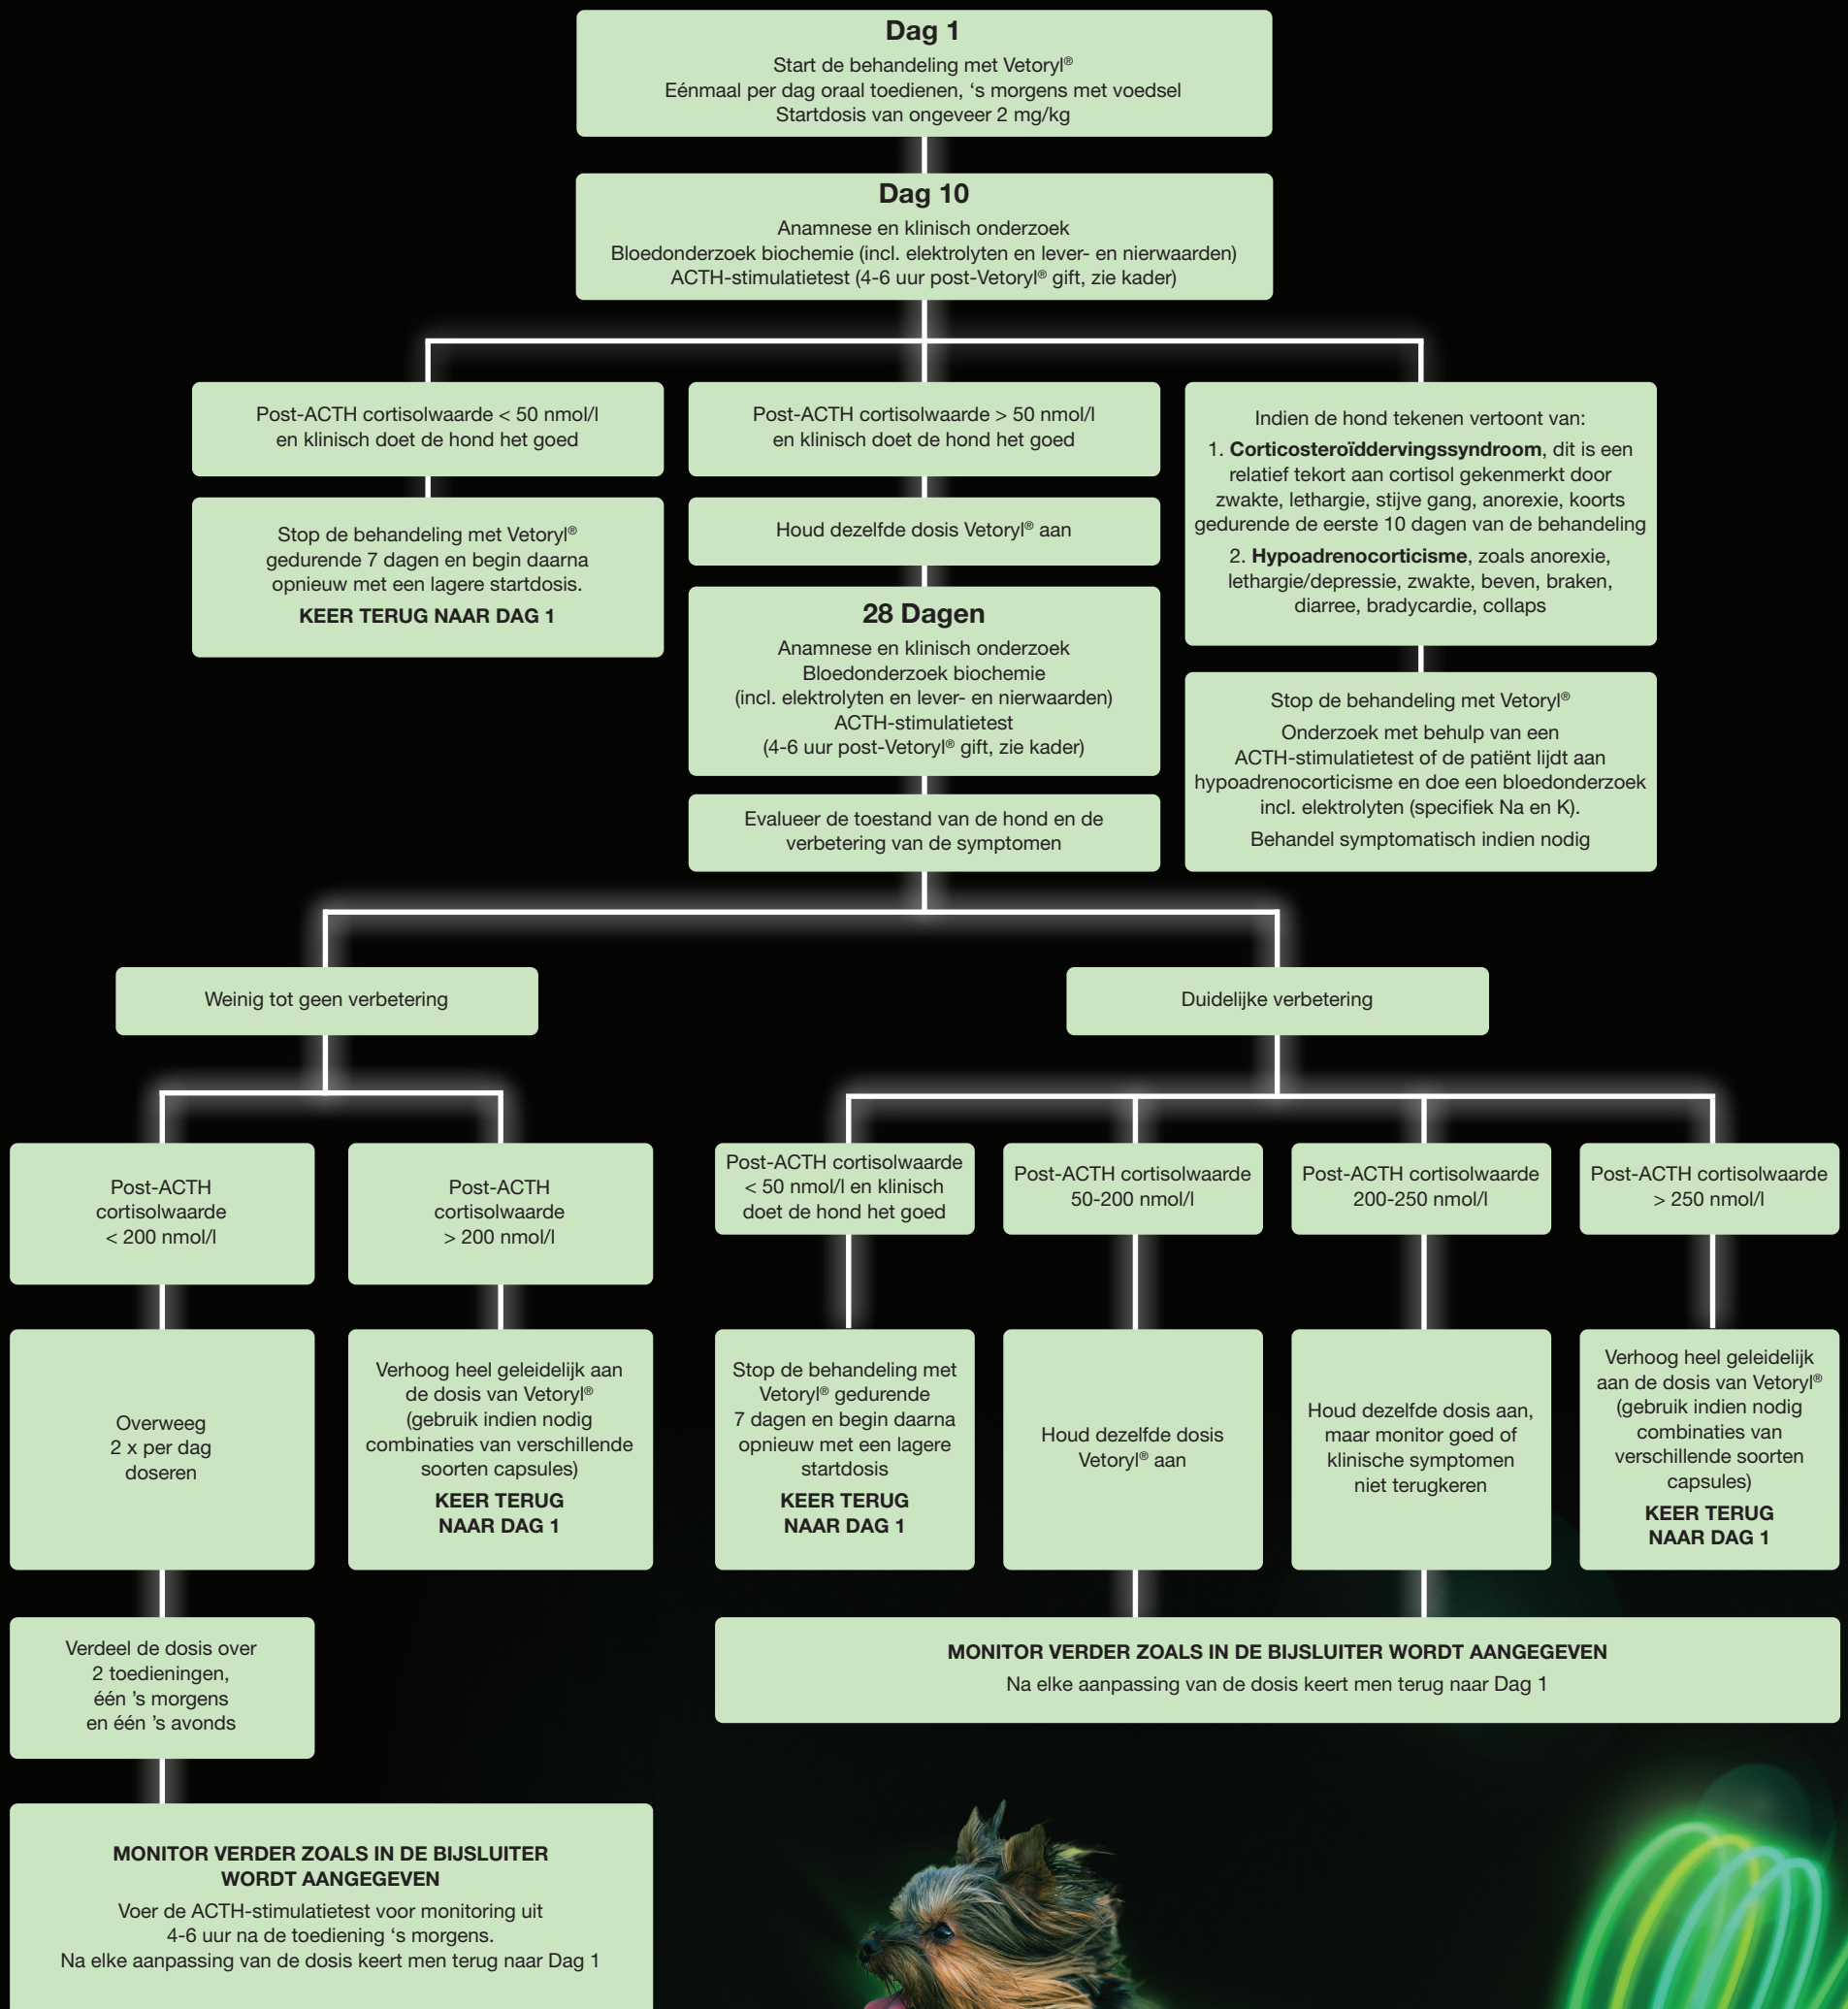 Dag 1
Start de behandeling met Vetoryl®
Eénmaal per dag oraal toedienen, ‘s morgens met voedsel
Startdosis van ongeveer 2 mg/kg
Dag 10
Anamnese en klinisch onderzoek
Bloedonderzoek biochemie (incl. elektrolyten en lever- en nierwaarden)
ACTH-stimulatietest (4-6 uur post-Vetoryl® gift, zie kader)
Post-ACTH cortisolwaarde < 50 nmol/l
en klinisch doet de hond het goed
Stop de behandeling met Vetoryl®
gedurende 7 dagen en begin daarna
opnieuw met een lagere startdosis.
KEER TERUG NAAR DAG 1
Post-ACTH cortisolwaarde > 50 nmol/l
en klinisch doet de hond het goed
Houd dezelfde dosis Vetoryl® aan
28 Dagen
Anamnese en klinisch onderzoek
Bloedonderzoek biochemie
(incl. elektrolyten en lever- en nierwaarden)
ACTH-stimulatietest
(4-6 uur post-Vetoryl® gift, zie kader)
Evalueer de toestand van de hond en de
verbetering van de symptomen
Indien de hond tekenen vertoont van:
1. Corticosteroïddervingssyndroom, dit is een
relatief tekort aan cortisol gekenmerkt door
zwakte, lethargie, stijve gang, anorexie, koorts
gedurende de eerste 10 dagen van de behandeling
2. Hypoadrenocorticisme, zoals anorexie,
lethargie/depressie, zwakte, beven, braken,
diarree, bradycardie, collaps
Stop de behandeling met Vetoryl®
Onderzoek met behulp van een
ACTH-stimulatietest of de patiënt lijdt aan
hypoadrenocorticisme en doe een bloedonderzoek
incl. elektrolyten (specifiek Na en K).
Behandel symptomatisch indien nodig
Weinig tot geen verbetering
Post-ACTH
cortisolwaarde
< 200 nmol/l
Overweeg
2 x per dag
doseren
Verdeel de dosis over
2 toedieningen,
één ’s morgens
en één ’s avonds
MONITOR VERDER ZOALS IN DE BIJSLUITER
WORDT AANGEGEVEN
Voer de ACTH-stimulatietest voor monitoring uit
4-6 uur na de toediening ‘s morgens.
Na elke aanpassing van de dosis keert men terug naar Dag 1
Post-ACTH
cortisolwaarde
> 200 nmol/l
Verhoog heel geleidelijk aan
de dosis van Vetoryl®
(gebruik indien nodig
combinaties van verschillende
soorten capsules)
KEER TERUG
NAAR DAG 1
Duidelijke verbetering
Post-ACTH cortisolwaarde
< 50 nmol/l en klinisch
doet de hond het goed
Stop de behandeling met
Vetoryl® gedurende
7 dagen en begin daarna
opnieuw met een lagere
startdosis
KEER TERUG
NAAR DAG 1
Post-ACTH cortisolwaarde
50-200 nmol/l
Houd dezelfde dosis
Vetoryl® aan
Post-ACTH cortisolwaarde
200-250 nmol/l
Houd dezelfde dosis aan,
maar monitor goed of
klinische symptomen
niet terugkeren
Post-ACTH cortisolwaarde
> 250 nmol/l
Verhoog heel geleidelijk
aan de dosis van Vetoryl®
(gebruik indien nodig
combinaties van
verschillende soorten
capsules)
KEER TERUG
NAAR DAG 1
MONITOR VERDER ZOALS IN DE BIJSLUITER WORDT AANGEGEVEN
Na elke aanpassing van de dosis keert men terug naar Dag 1